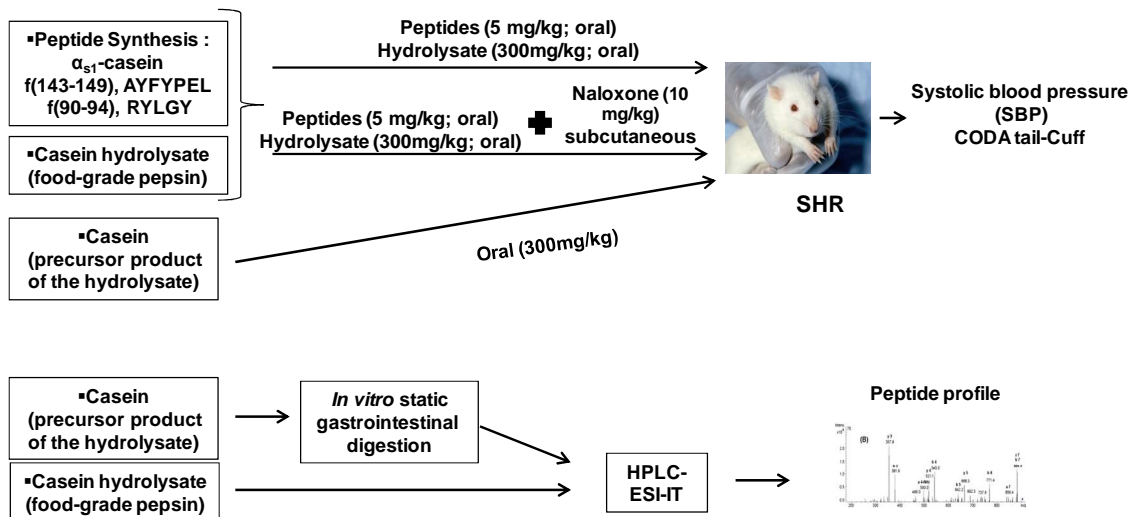 ▪Peptide Synthesis :
αs1-casein
f(143-149), AYFYPEL
f(90-94), RYLGY
▪Casein hydrolysate
(food-grade pepsin)
▪Casein
(precursor product
of the hydrolysate)
Peptides (5 mg/kg; oral)
Hydrolysate (300mg/kg; oral)
Peptides (5 mg/kg; oral)
Hydrolysate (300mg/kg; oral)
Naloxone (10
mg/kg)
subcutaneous
Oral (300mg/kg)
SHR
Systolic blood pressure
(SBP)
CODA tail-Cuff
▪Casein
(precursor product
of the hydrolysate)
▪Casein hydrolysate
(food-grade pepsin)
In vitro static
gastrointestinal
digestion
HPLC-
ESI-IT
Peptide profile
(B)
200
400
600
800